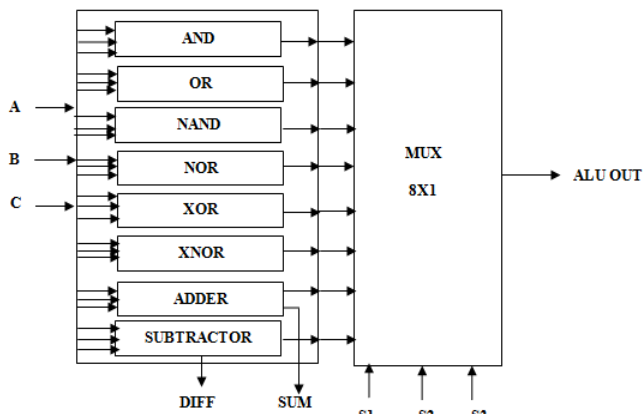 AND
OR
A
NAND
MUX
B
NOR
8X1
ALU OUT
C
XOR
XNOR
ADDER
SUBTRACTOR
DIFF
SUM